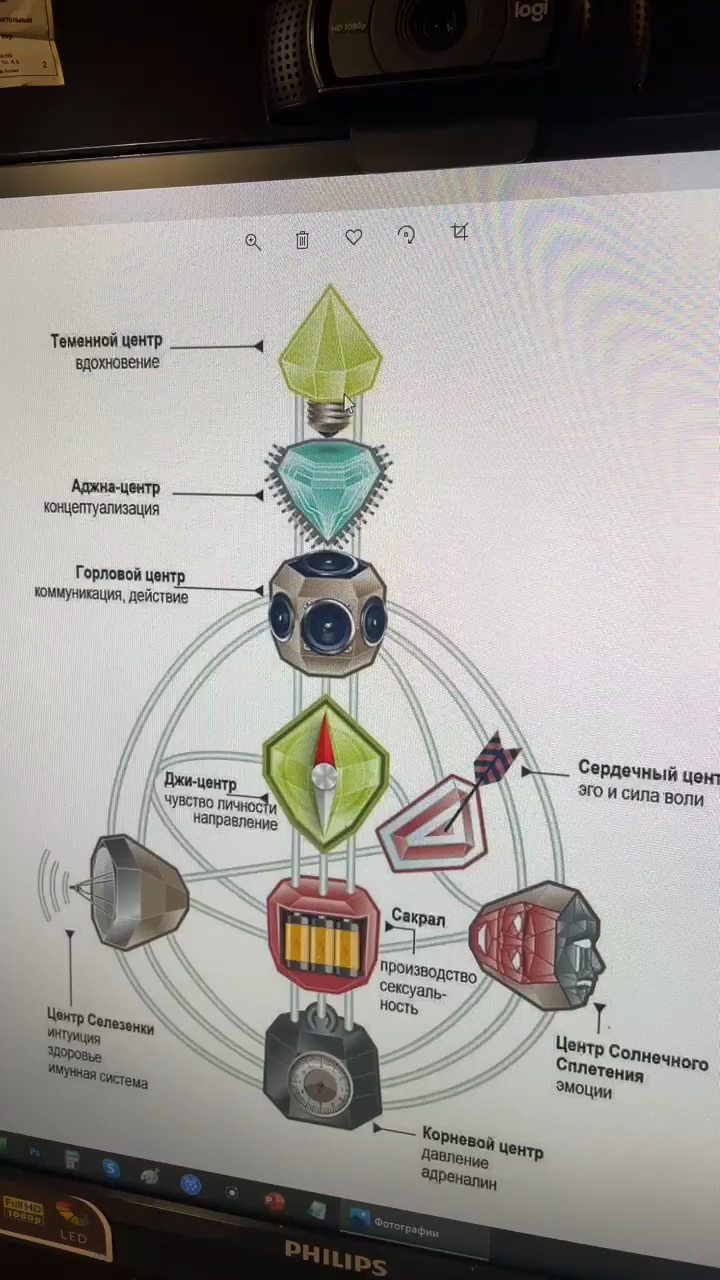 HD 1080p
logi
2
Теменной центр
вдохновение
Аджна-центр
концептуализация
Горловой центр
коммуникация, действие
Джи-центр
чувство личности
направление
Сердечный цент
эго и сила воли
Сакрал
производство
сексуаль-
ность
Центр Селезенки
интуиция
здоровье
имунная система
Центр Солнечного
Сплетения
эмоции
Корневой центр
давление
адреналин
Ps
S
P
Фотографии
Full HD
1080p
LED
PHILIPS